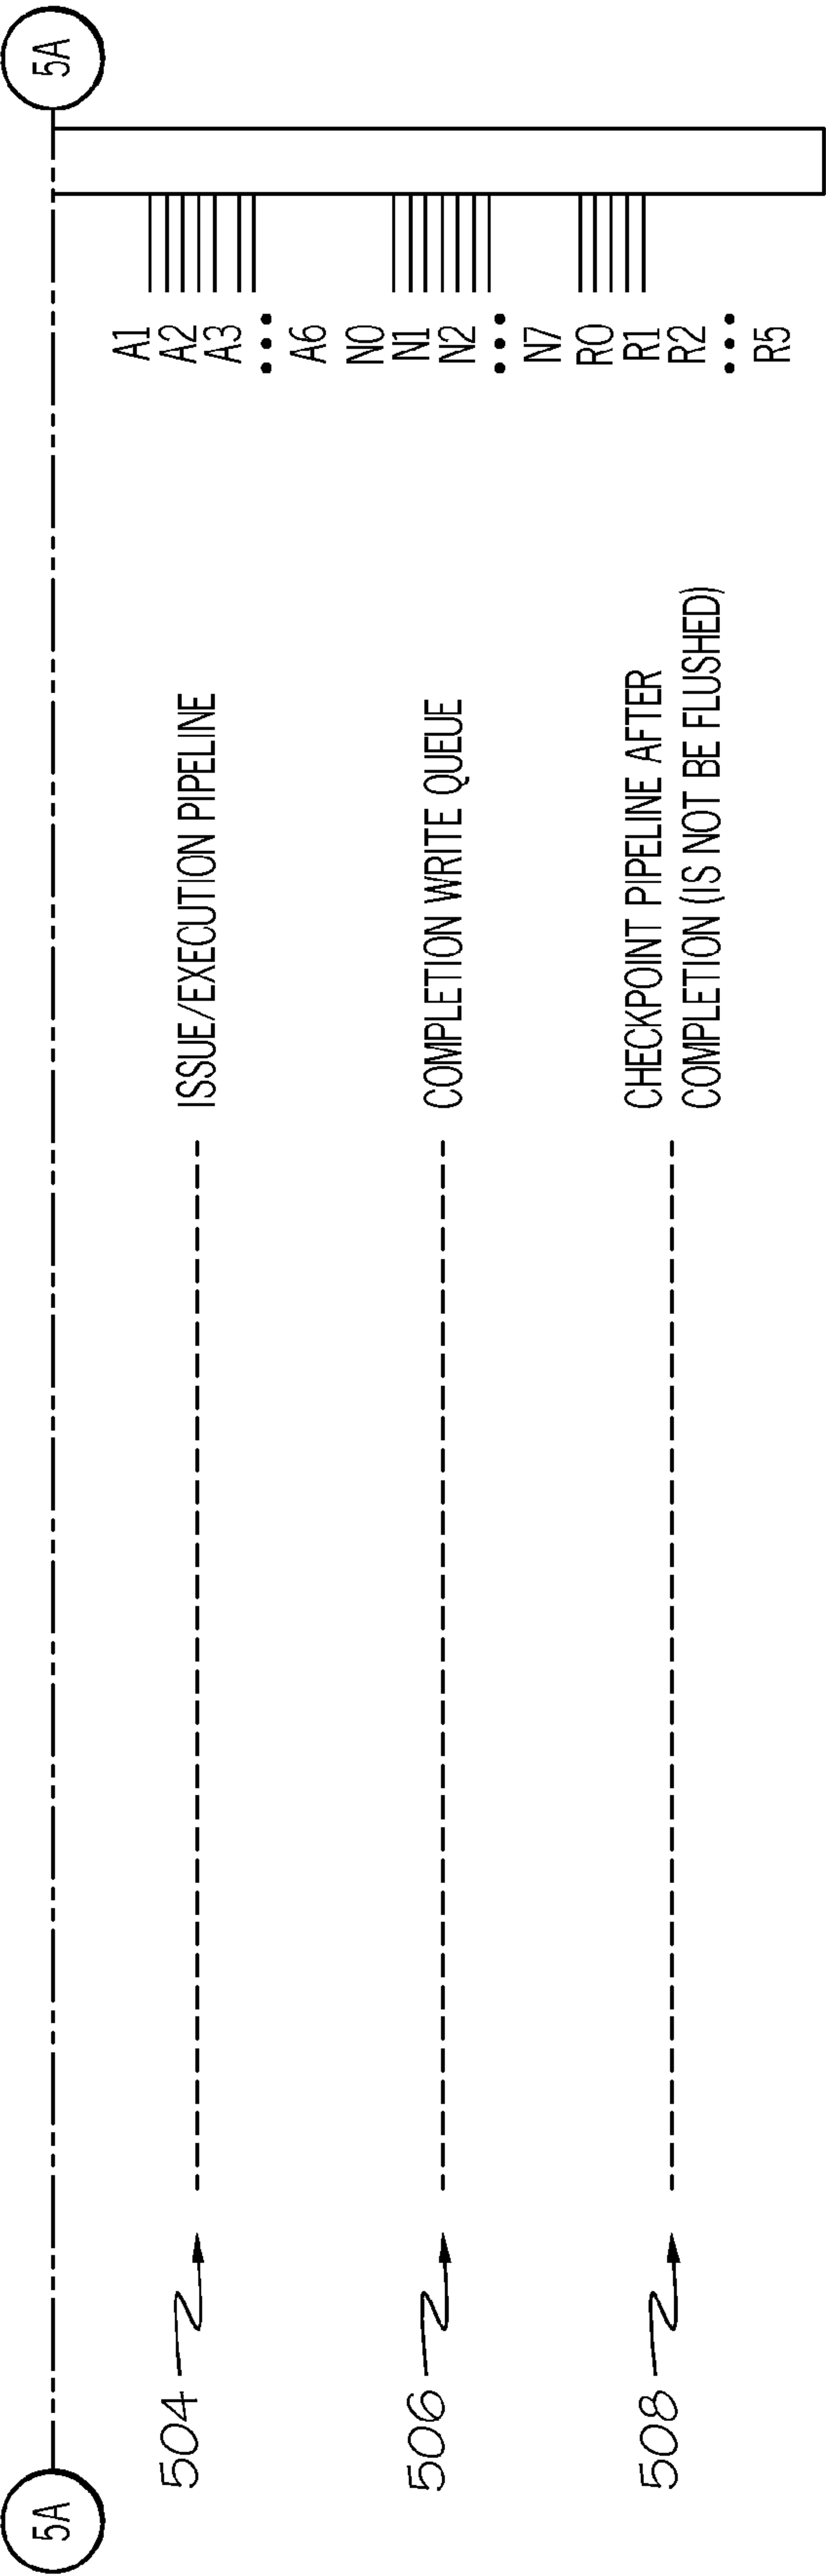 5A
5A
504
ISSUE/EXECUTION PIPELINE
A1
A2
A3
A6
506
COMPLETION WRITE QUEUE
N0
N1
N2
N7
508
CHECKPOINT PIPELINE AFTER
COMPLETION (IS NOT BE FLUSHED)
R0
R1
R2
R5